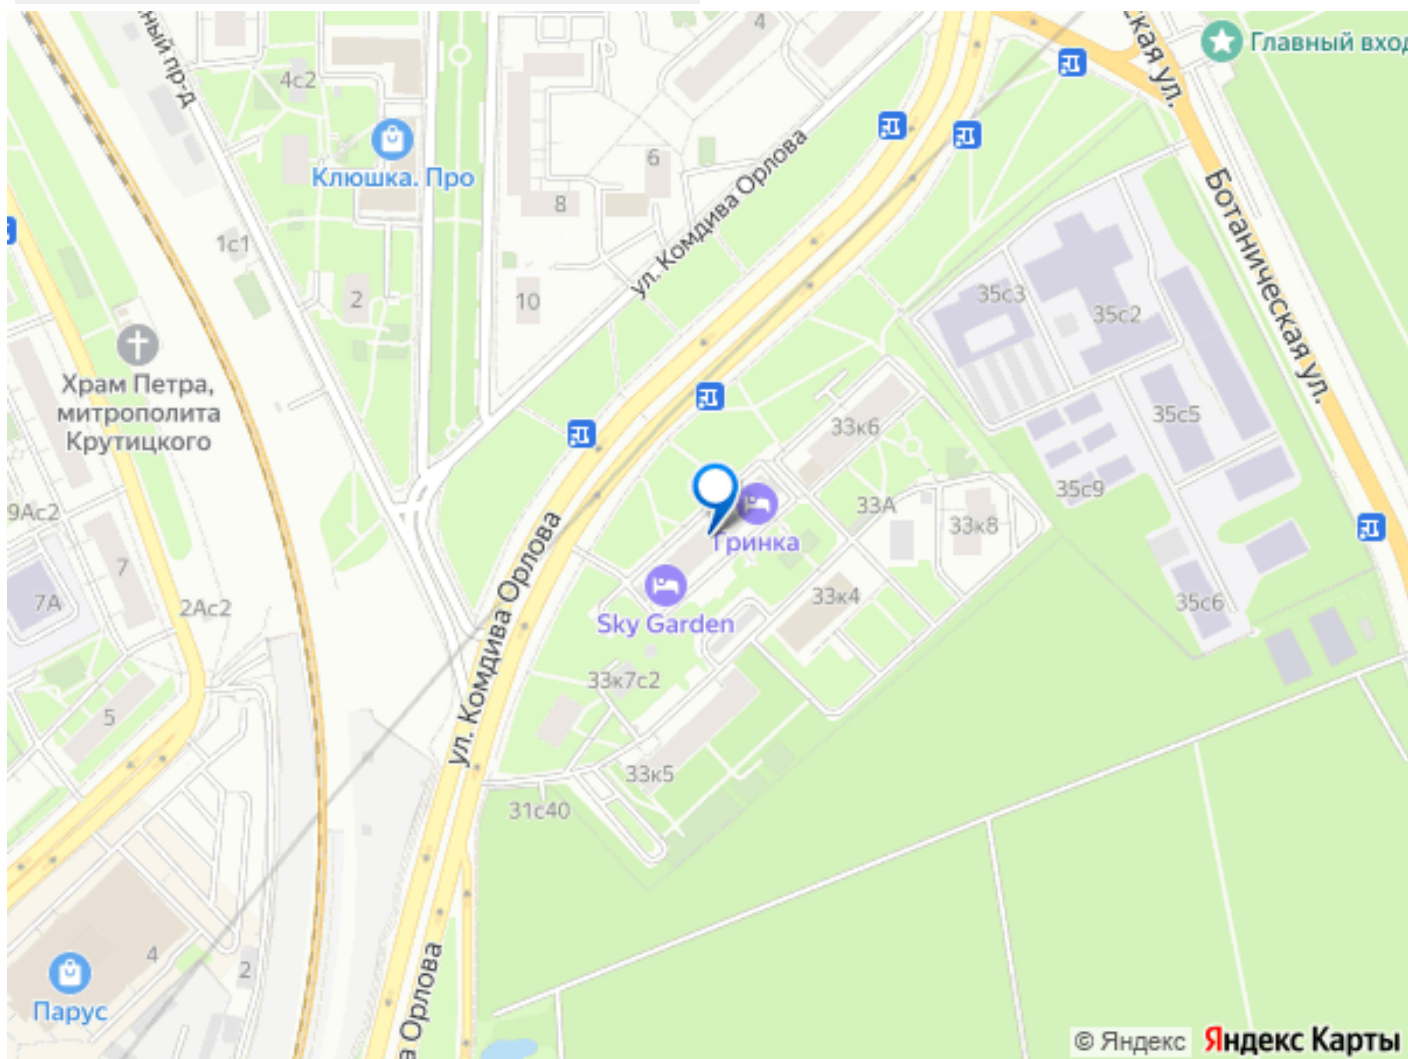 4
ская ул.
Главный вход
ный пр-д
4с2
Клюшка. Про
6
8
ул. Комдива Орлова
Ботаническая ул.
1с1
2
10
35с3
35с2
Храм Петра,
митрополита
Крутицкого
35с5
33к6
9Ас2
35с9
33А
33к8
Гринка
7
7А
2Ас2
Sky Garden
33к4
35с6
ул. Комдива Орлова
33к7с2
5
33к5
31с40
4
2
Парус
а Орлова
© Яндекс Яндекс Карты